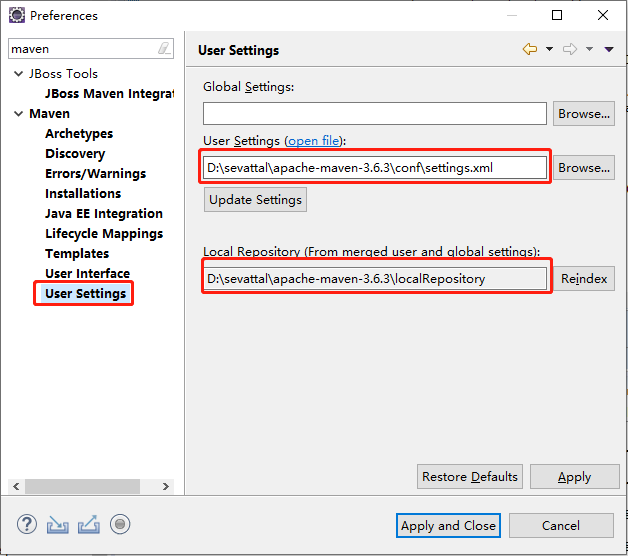 Preferences
maven
User Settings
JBoss Tools
JBoss Maven Integrat
Maven
Archetypes
Discovery
Errors/Warnings
Installations
Java EE Integration
Lifecycle Mappings
Templates
User Interface
User Settings
Global Settings:
Browse...
User Settings (open file):
D:\sevattal\apache-maven-3.6.3\conf\settings.xml
Browse...
Update Settings
Local Repository (From merged user and global settings):
D:\sevattal\apache-maven-3.6.3\localRepository
Reindex
Restore Defaults
Apply
Apply and Close
Cancel